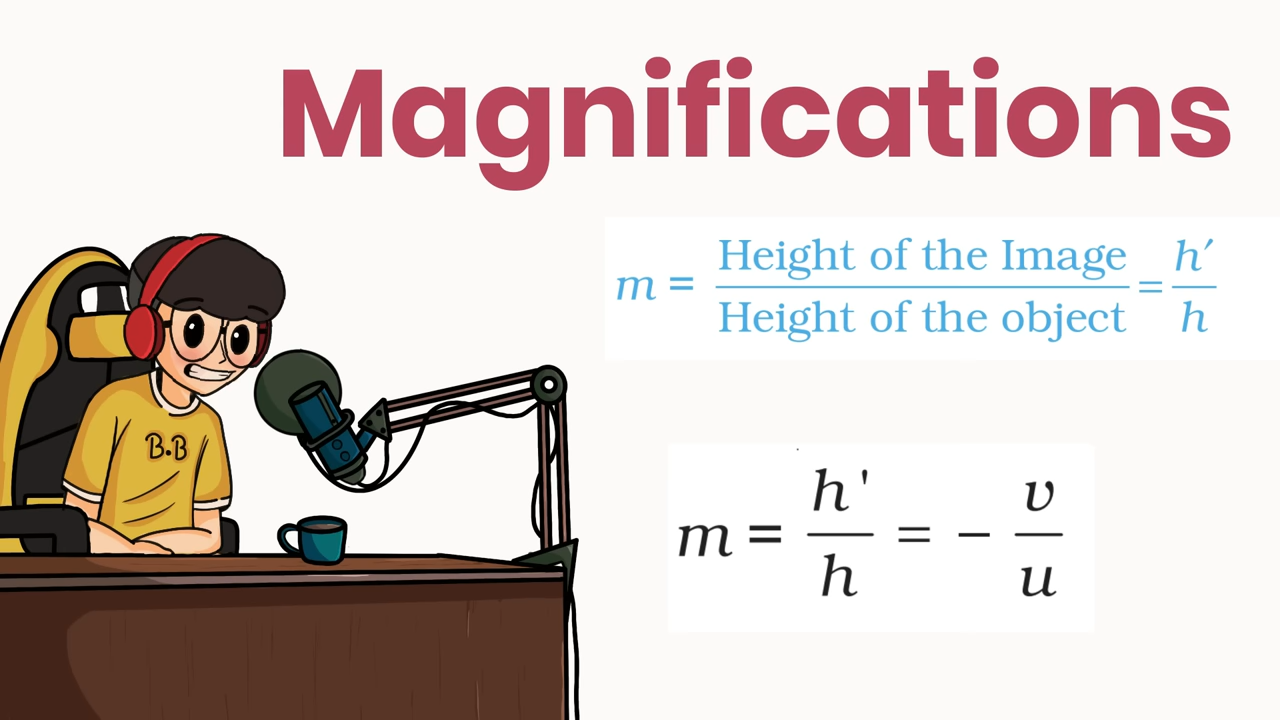 Magnifications
m = Height of the Image / Height of the object = h′ / h
B.B
m = h' / h = − v / u